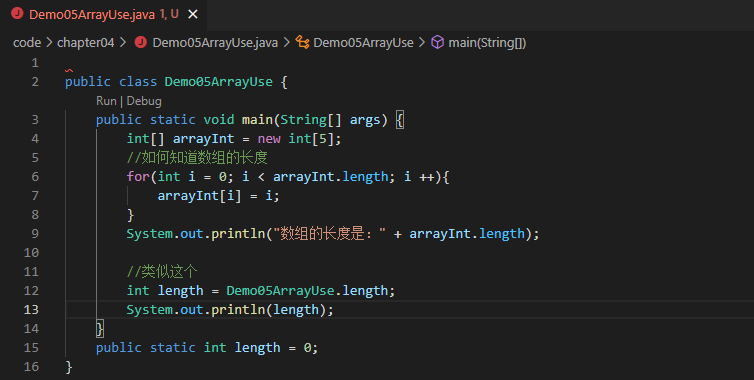 Demo05ArrayUse.java 1, U
code > chapter04 > Demo05ArrayUse.java > Demo05ArrayUse > main(String[])
1
2 public class Demo05ArrayUse {
Run | Debug
3 public static void main(String[] args) {
4 int[] arrayInt = new int[5];
5 //如何知道数组的长度
6 for(int i = 0; i < arrayInt.length; i ++){
7 arrayInt[i] = i;
8 }
9 System.out.println("数组的长度是：" + arrayInt.length);
10
11 //类似这个
12 int length = Demo05ArrayUse.length;
13 System.out.println(length);
14 }
15 public static int length = 0;
16 }